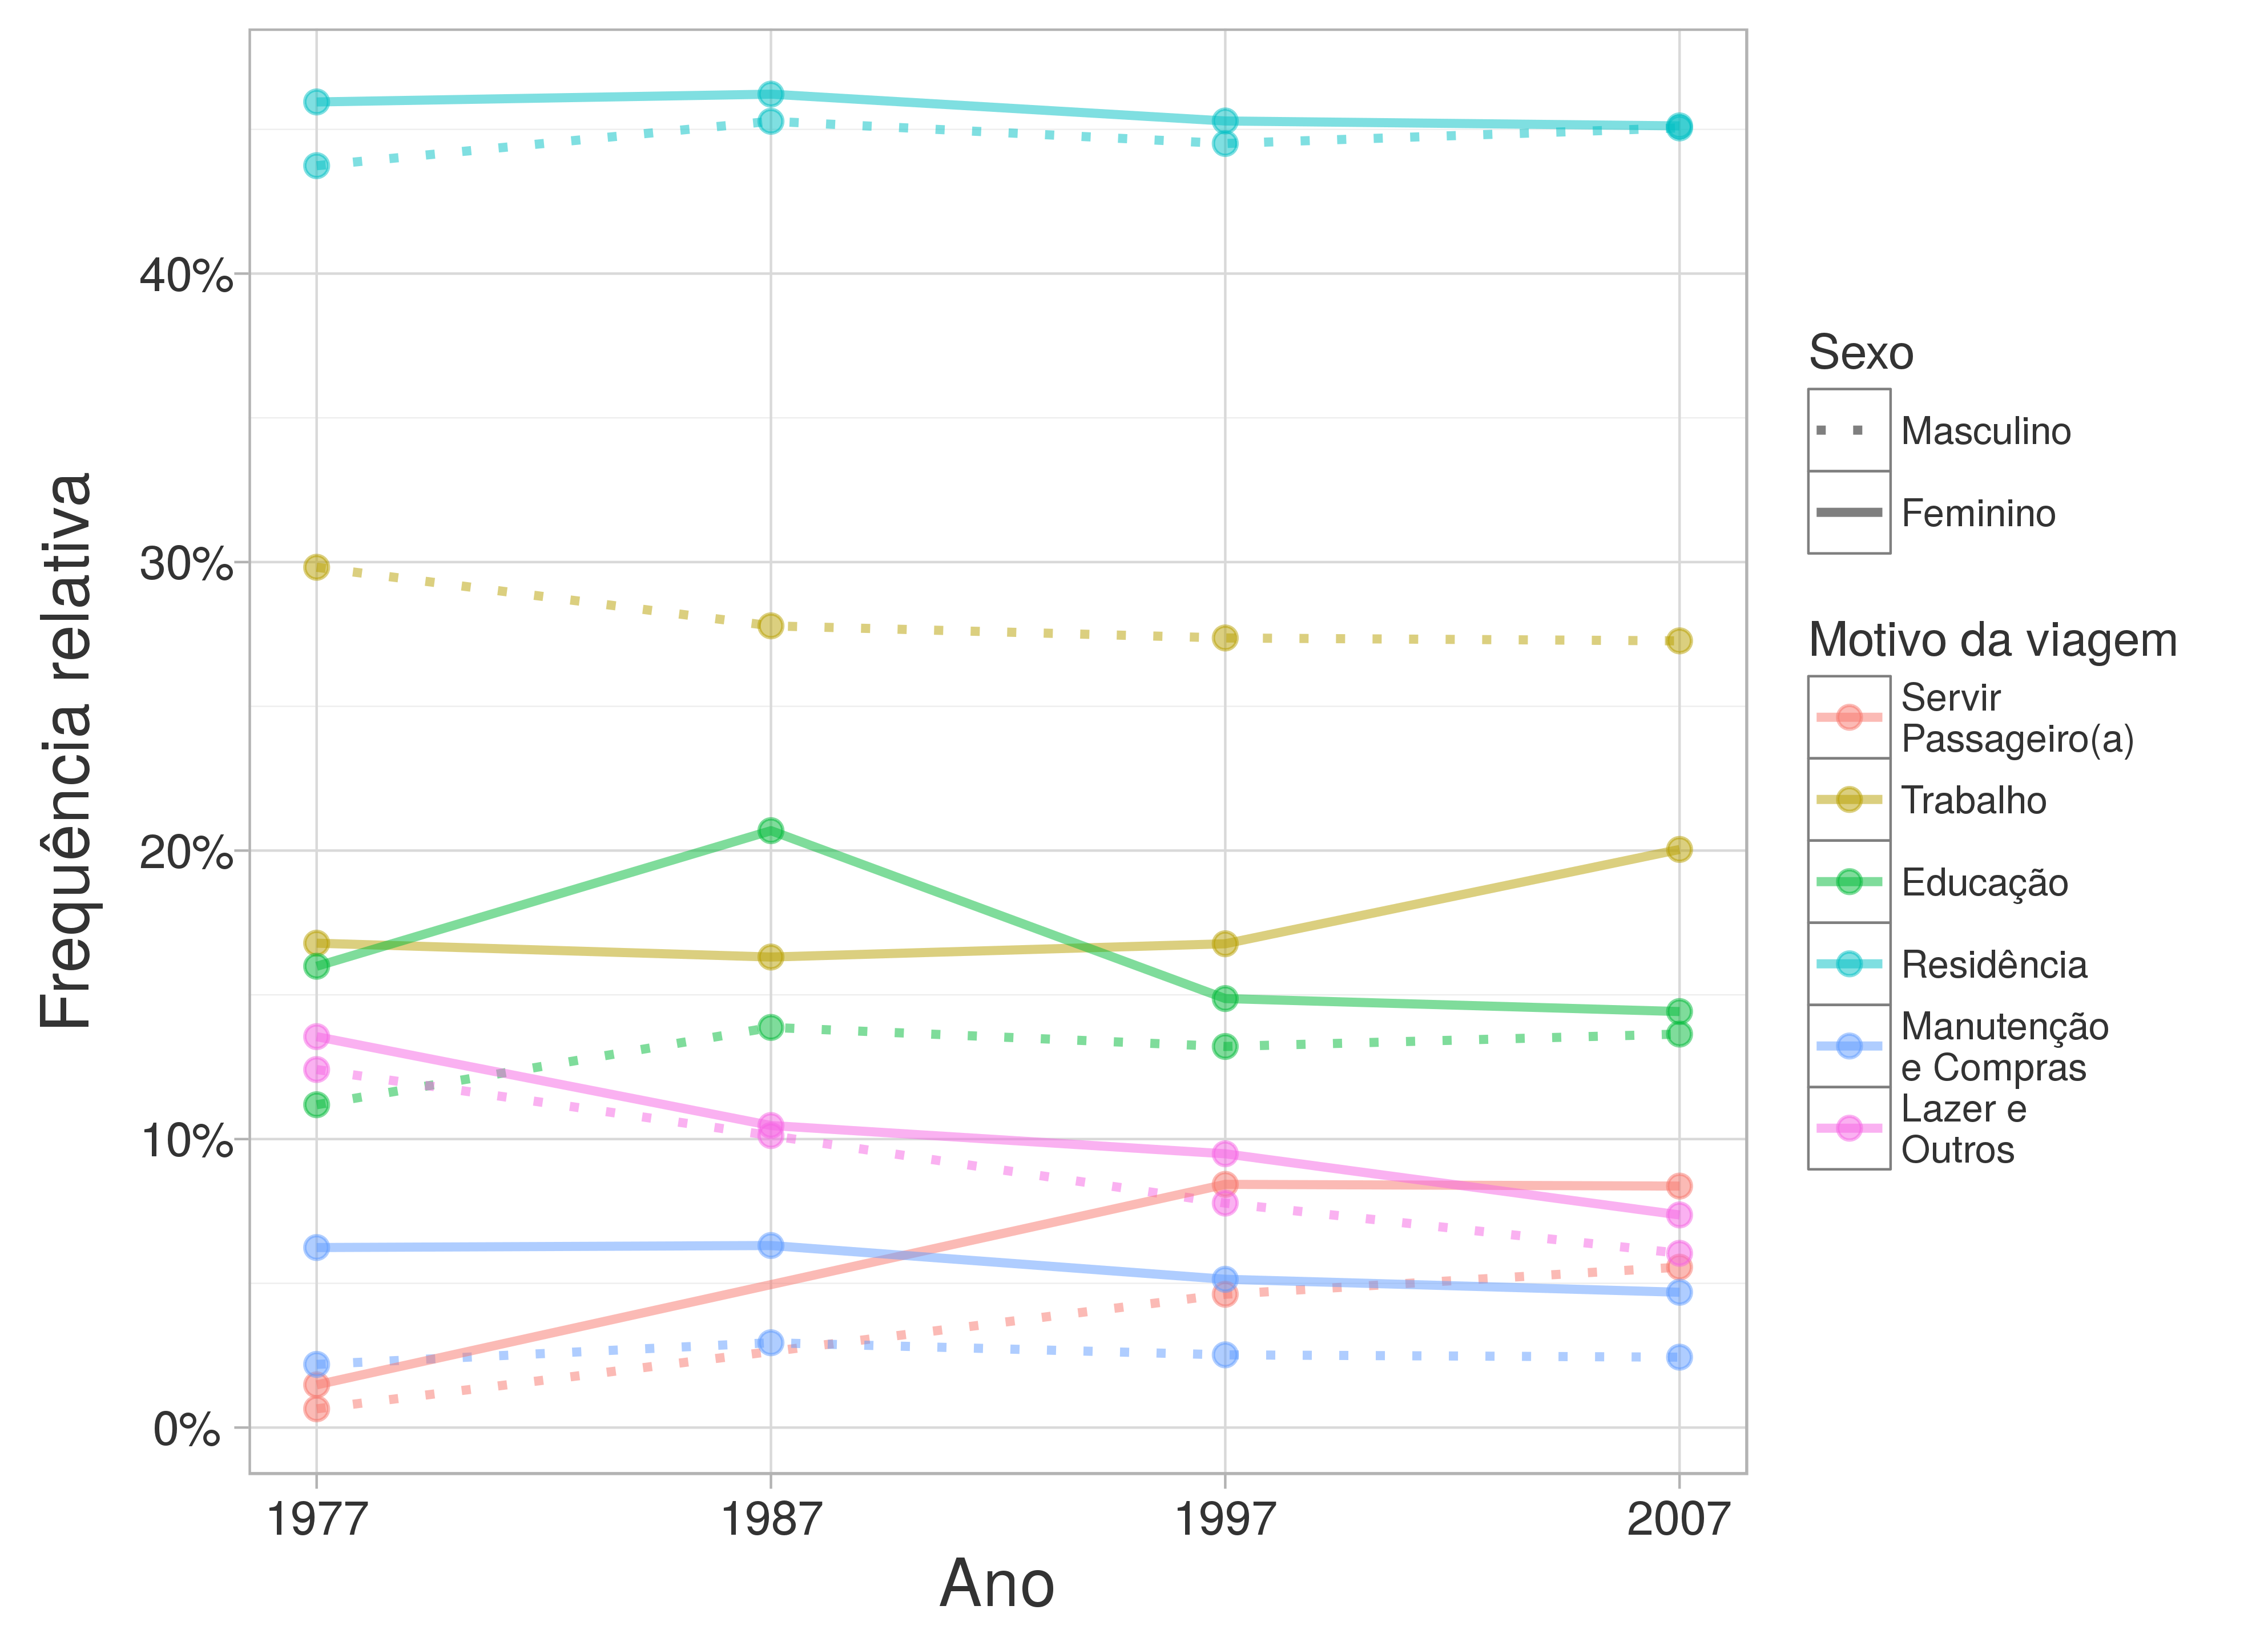 Frequência relativa
40%
30%
20%
10%
0%
1977
1987
1997
2007
Ano
Sexo
Masculino
Feminino
Motivo da viagem
Servir
Passageiro(a)
Trabalho
Educação
Residência
Manutenção
e Compras
Lazer e
Outros